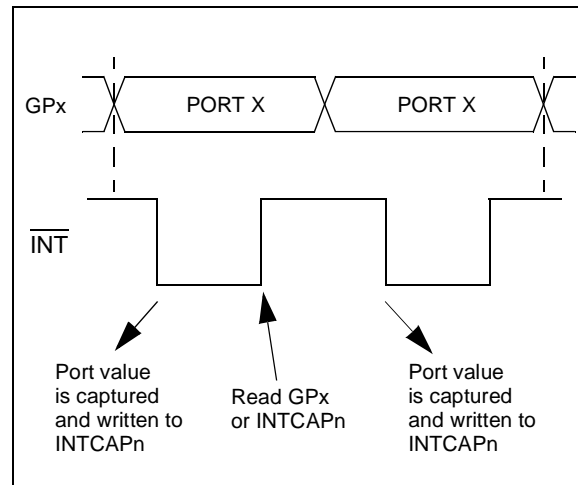 GPx
PORT X
PORT X
INT
Port value
is captured
and written to
INTCAPn
Read GPx
or INTCAPn
Port value
is captured
and written to
INTCAPn